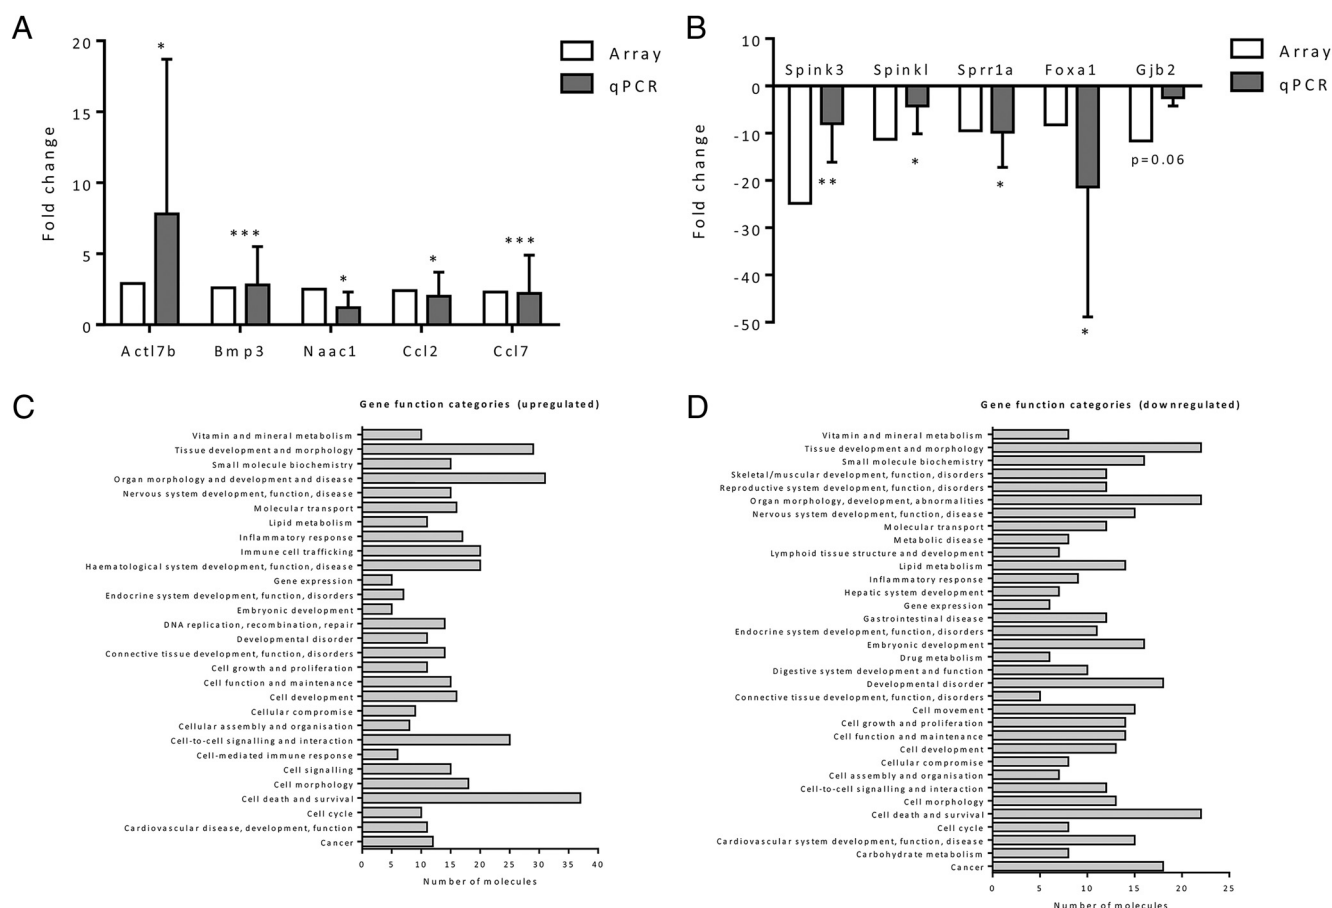 A
20
15
10
5
0
Fold change
*
***
*
*
***
Array
qPCR
Actl7b Bmp3 Naac1 Ccl2 Ccl7
B
10
0
-10
-20
-30
-40
-50
Fold change
Spink3 Spinkl Sprr1a Foxa1 Gjb2
Array
qPCR
**
*
*
*
p=0.06
C
Gene function categories (upregulated)
Vitamin and mineral metabolism
Tissue development and morphology
Small molecule biochemistry
Organ morphology and development and disease
Nervous system development, function, disease
Molecular transport
Lipid metabolism
Inflammatory response
Immune cell trafficking
Haematological system development, function, disease
Gene expression
Endocrine system development, function, disorders
Embryonic development
DNA replication, recombination, repair
Developmental disorder
Connective tissue development, function, disorders
Cell growth and proliferation
Cell function and maintenance
Cell development
Cellular compromise
Cellular assembly and organisation
Cell-to-cell signalling and interaction
Cell-mediated immune response
Cell signalling
Cell morphology
Cell death and survival
Cell cycle
Cardiovascular disease, development, function
Cancer
0 5 10 15 20 25 30 35 40
Number of molecules
D
Gene function categories (downregulated)
Vitamin and mineral metabolism
Tissue development and morphology
Small molecule biochemistry
Skeletal/muscular development, function, disorders
Reproductive system development, function, disorders
Organ morphology, development, abnormalities
Nervous system development, function, disease
Molecular transport
Metabolic disease
Lymphoid tissue structure and development
Lipid metabolism
Inflammatory response
Hepatic system development
Gene expression
Gastrointestinal disease
Endocrine system development, function, disorders
Embryonic development
Drug metabolism
Digestive system development and function
Developmental disorder
Connective tissue development, function, disorders
Cell movement
Cell growth and proliferation
Cell function and maintenance
Cell development
Cellular compromise
Cell assembly and organisation
Cell-to-cell signalling and interaction
Cell morphology
Cell death and survival
Cell cycle
Cardiovascular system development, function, disease
Carbohydrate metabolism
Cancer
0 5 10 15 20 25
Number of molecules